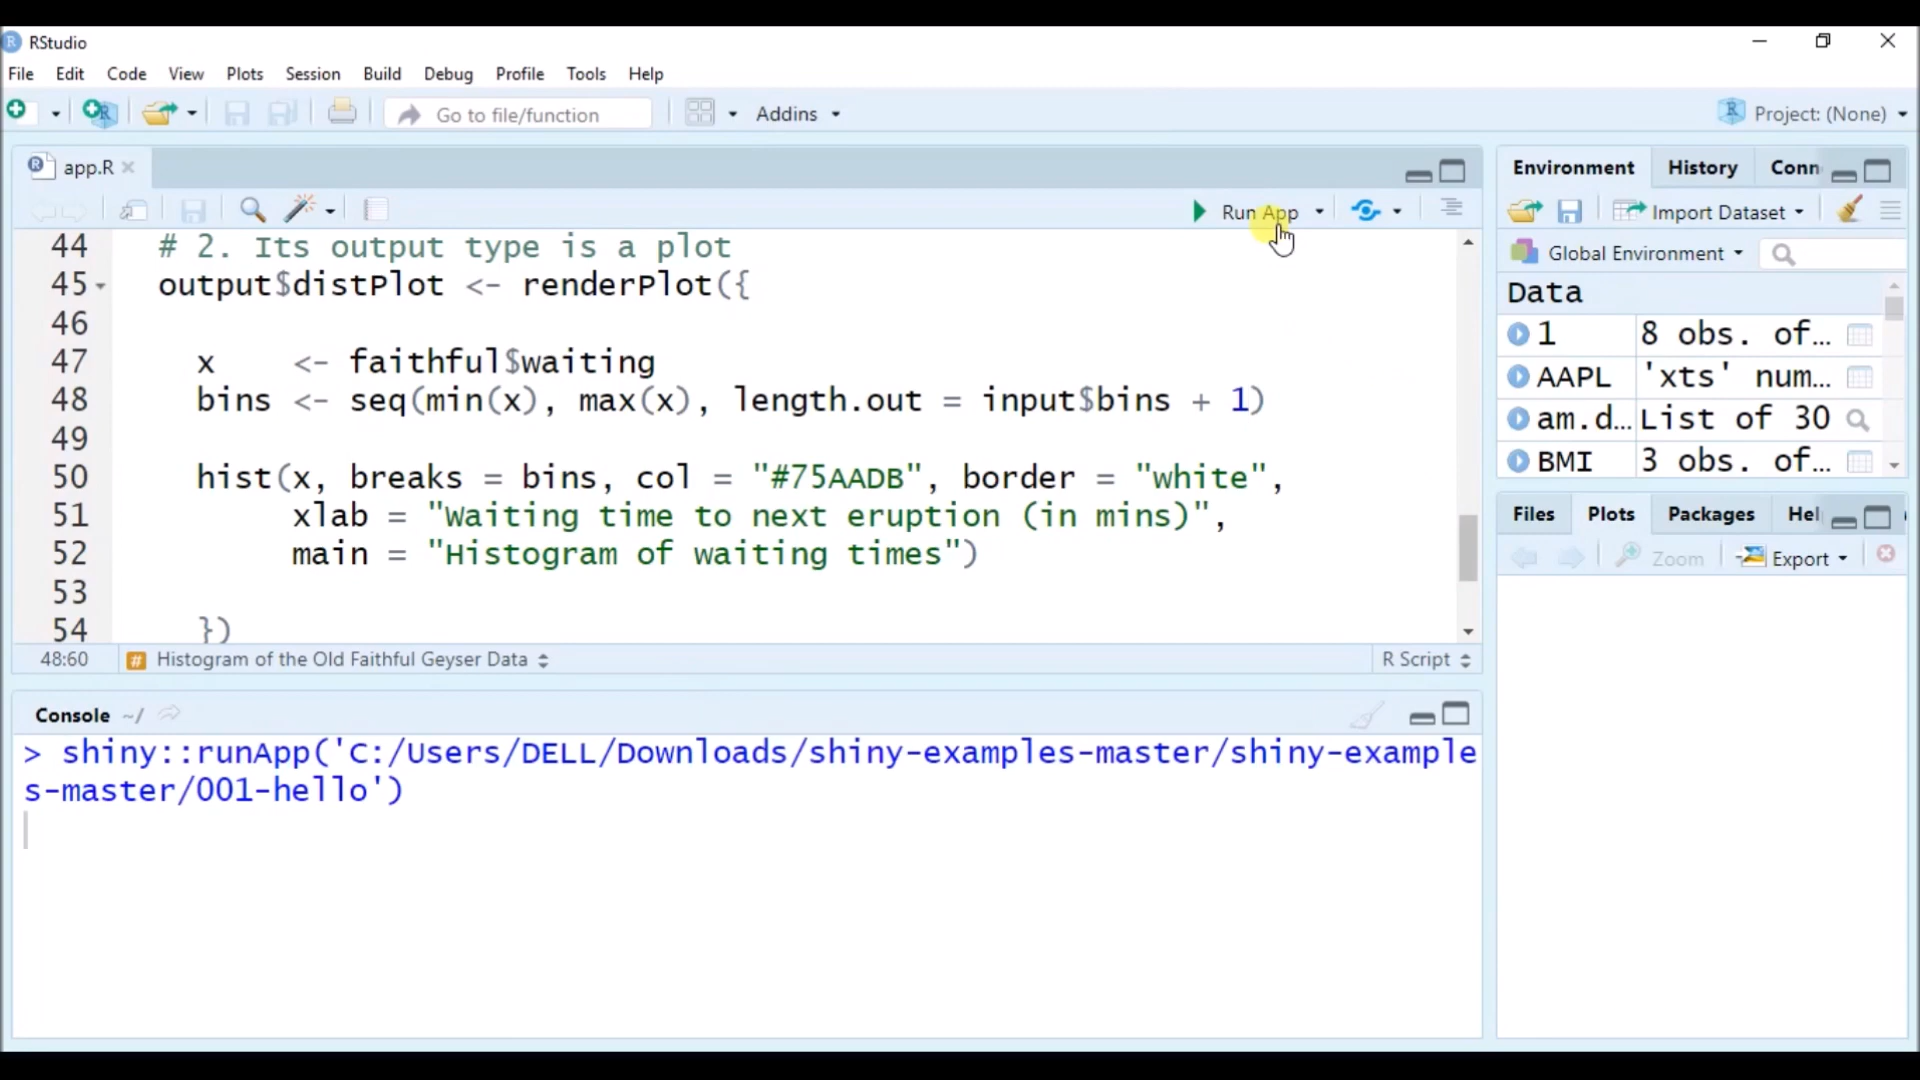 RStudio
File Edit Code View Plots Session Build Debug Profile Tools Help
Go to file/function Addins Project: (None)
app.R
Run App
44 # 2. Its output type is a plot
45 output$distPlot <- renderPlot({
46
47 x <- faithful$waiting
48 bins <- seq(min(x), max(x), length.out = input$bins + 1)
49
50 hist(x, breaks = bins, col = "#75AADB", border = "white",
51 xlab = "Waiting time to next eruption (in mins)",
52 main = "Histogram of waiting times")
53
54 })
48:60 # Histogram of the Old Faithful Geyser Data R Script
Console ~/
> shiny::runApp('C:/Users/DELL/Downloads/shiny-examples-master/shiny-example
s-master/001-hello')
Environment History Conn
Import Dataset
Global Environment
Data
1 8 obs. of…
AAPL 'xts' num…
am.d… List of 30
BMI 3 obs. of…
Files Plots Packages Hel
Zoom Export